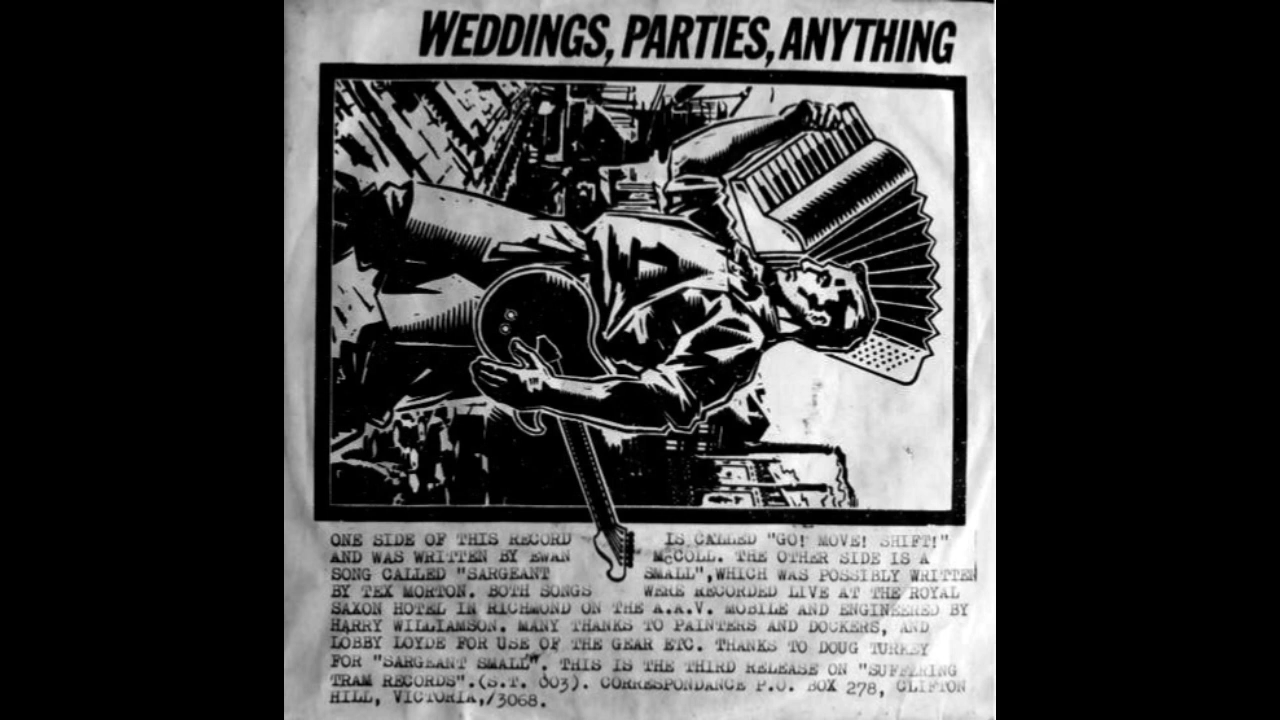 WEDDINGS, PARTIES, ANYTHING
ONE SIDE OF THIS RECORD IS CALLED "GO! MOVE! SHIFT!"
AND WAS WRITTEN BY EWAN McCOLL. THE OTHER SIDE IS A
SONG CALLED "SARGEANT SMALL",WHICH WAS POSSIBLY WRITTEN
BY TEX MORTON. BOTH SONGS WERE RECORDED LIVE AT THE ROYAL
SAXON HOTEL IN RICHMOND ON THE A.A.V. MOBILE AND ENGINEERED BY
HARRY WILLIAMSON. MANY THANKS TO PAINTERS AND DOCKERS, AND
LOBBY LOYDE FOR USE OF THE GEAR ETC. THANKS TO DOUG TURKEY
FOR "SARGEANT SMALL". THIS IS THE THIRD RELEASE ON "SUFFERING
TRAM RECORDS".(S.T. 003). CORRESPONDANCE P.O. BOX 278, CLIFTON
HILL, VICTORIA,/3068.